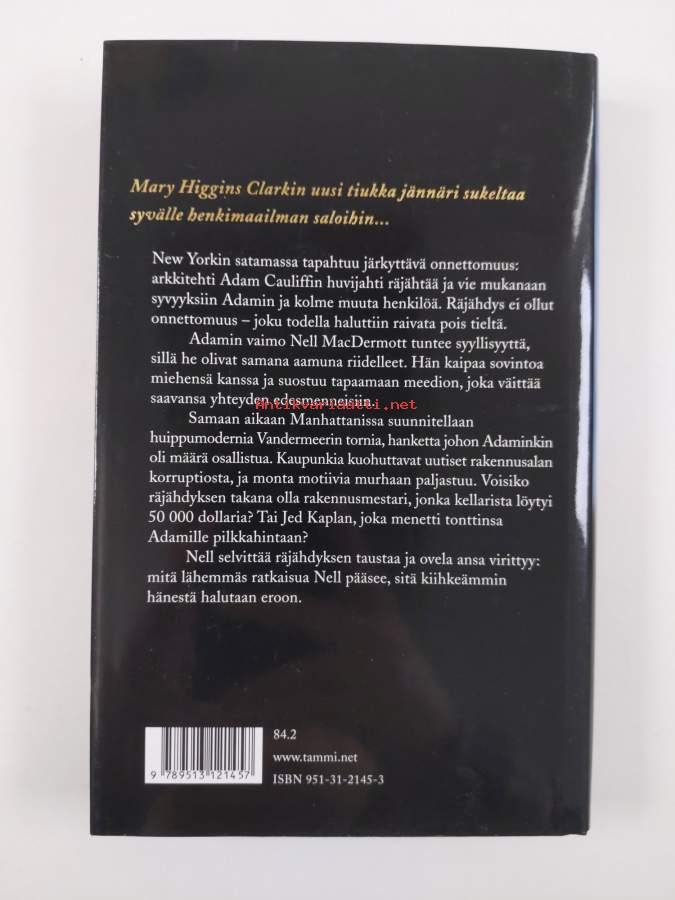 Mary Higgins Clarkin uusi tiukka jännäri sukeltaa
syvälle henkimaailman saloihin...
New Yorkin satamassa tapahtuu järkyttävä onnettomuus:
arkkitehti Adam Cauliffin huvijahti räjähtää ja vie mukanaan
syvyyksiin Adamin ja kolme muuta henkilöä. Räjähdys ei ollut
onnettomuus – joku todella haluttiin raivata pois tieltä.
Adamin vaimo Nell MacDermott tuntee syyllisyyttä,
sillä he olivat samana aamuna riidelleet. Hän kaipaa sovintoa
miehensä kanssa ja suostuu tapaamaan meedion, joka väittää
saavansa yhteyden edesmenneisiin.
Antikvariaatti.net
Samaan aikaan Manhattanissa suunnitellaan
huippumodernia Vandermeerin tornia, hanketta johon Adaminkin
oli määrä osallistua. Kaupunkia kuohuttavat uutiset rakennusalan
korruptiosta, ja monta motiivia murhaan paljastuu. Voisiko
räjähdyksen takana olla rakennusmestari, jonka kellarista löytyi
50 000 dollaria? Tai Jed Kaplan, joka menetti tonttinsa
Adamille pilkkahintaan?
Nell selvittää räjähdyksen taustaa ja ovela ansa virittyy:
mitä lähemmäs ratkaisua Nell pääsee, sitä kiihkeämmin
hänestä halutaan eroon.
84.2
www.tammi.net
ISBN 951-31-2145-3
9 789513 121457